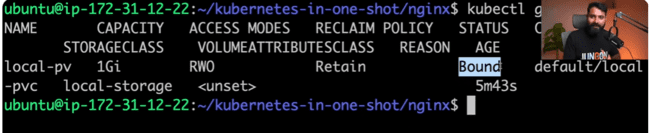 ubuntu@ip-172-31-12-22:~/kubernetes-in-one-shot/nginx$ kubectl g
NAME CAPACITY ACCESS MODES RECLAIM POLICY STATUS C
STORAGECLASS VOLUMEATTRIBUTESCLASS REASON AGE
local-pv 1Gi RWO Retain Bound default/local
-pvc local-storage <unset> 5m43s
ubuntu@ip-172-31-12-22:~/kubernetes-in-one-shot/nginx$